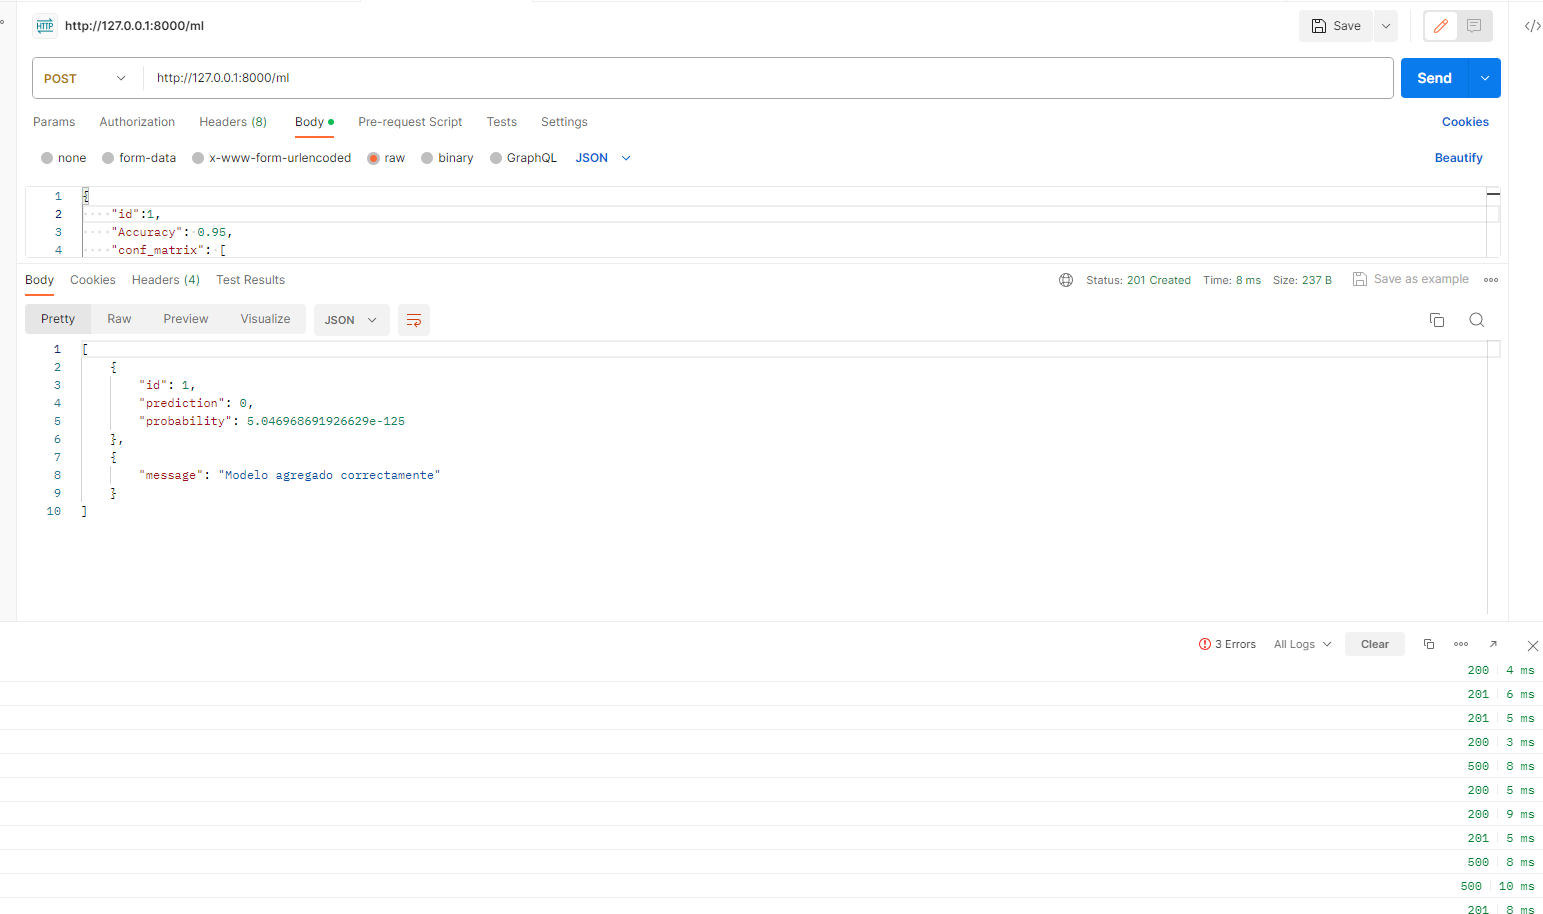 HTTP http://127.0.0.1:8000/ml Save
POST http://127.0.0.1:8000/ml Send
Params Authorization Headers (8) Body Pre-request Script Tests Settings Cookies
none form-data x-www-form-urlencoded raw binary GraphQL JSON Beautify
1 {
2 "id":1,
3 "Accuracy": 0.95,
4 "conf_matrix": [
Body Cookies Headers (4) Test Results Status: 201 Created Time: 8 ms Size: 237 B Save as example
Pretty Raw Preview Visualize JSON
1 [
2 {
3 "id": 1,
4 "prediction": 0,
5 "probability": 5.046968691926629e-125
6 },
7 {
8 "message": "Modelo agregado correctamente"
9 }
10 ]
3 Errors All Logs Clear
200 4 ms
201 6 ms
201 5 ms
200 3 ms
500 8 ms
200 5 ms
200 9 ms
201 5 ms
500 8 ms
500 10 ms
201 8 ms